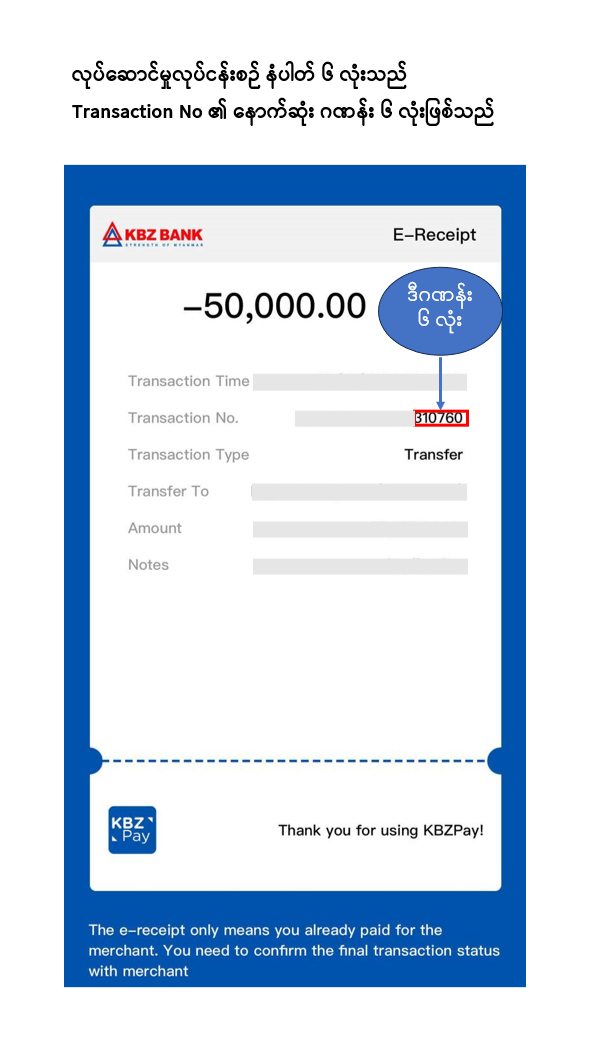 လုပ်ဆောင်မှုလုပ်ငန်းစဉ် နံပါတ် ၆ လုံးသည်
Transaction No ၏ နောက်ဆုံး ဂဏန်း ၆ လုံးဖြစ်သည်
KBZ BANK
STRENGTH OF MYANMAR
E-Receipt
-50,000.00
ဒီဂဏန်း
၆ လုံး
Transaction Time
Transaction No. 310760
Transaction Type Transfer
Transfer To
Amount
Notes
KBZ
Pay
Thank you for using KBZPay!
The e-receipt only means you already paid for the
merchant. You need to confirm the final transaction status
with merchant